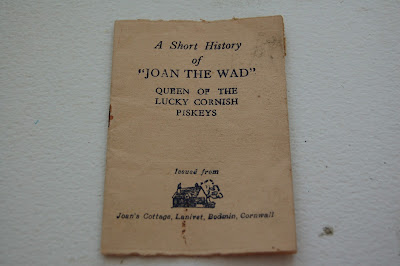 A Short History
of
"JOAN THE WAD"
QUEEN OF THE
LUCKY CORNISH
PISKEYS
Issued from
Joan's Cottage, Lanivet, Bodmin, Cornwall